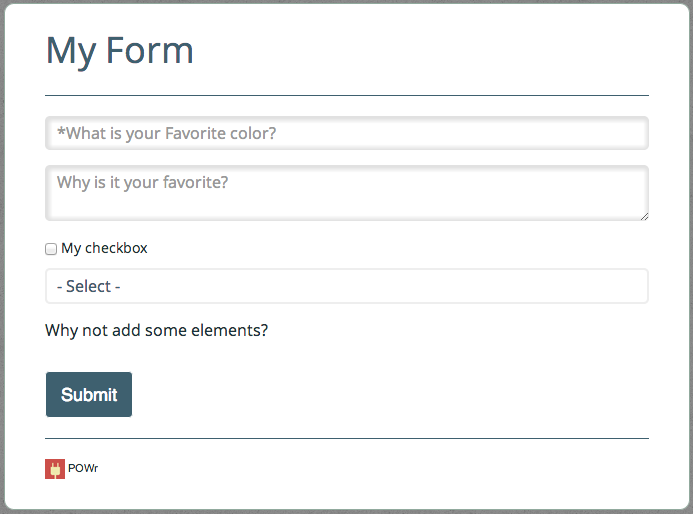 My Form
*What is your Favorite color?
Why is it your favorite?
My checkbox
- Select -
Why not add some elements?
Submit
POWr